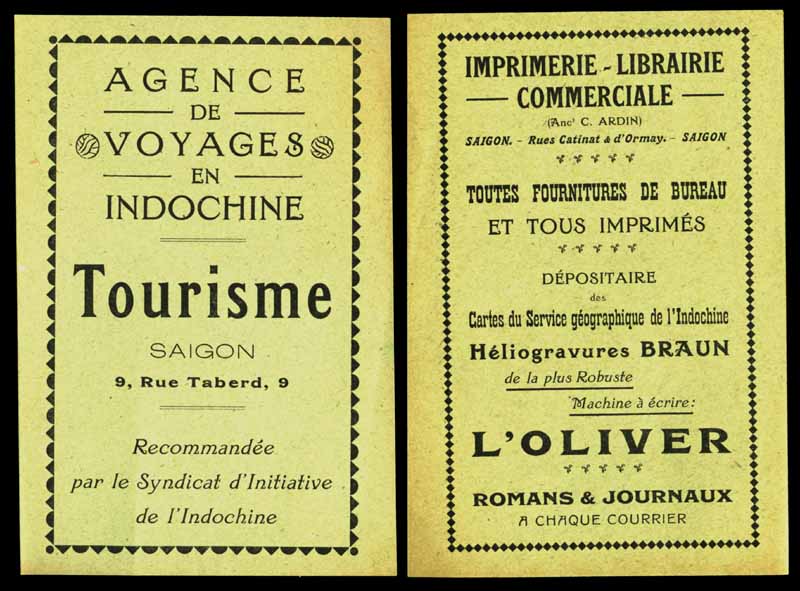 AGENCE
DE
VOYAGES
EN
INDOCHINE
Tourisme
SAIGON
9, Rue Taberd, 9
Recommandée
par le Syndicat d'Initiative
de l'Indochine
IMPRIMERIE - LIBRAIRIE
COMMERCIALE
(Anc<sup>t</sup> C. ARDIN)
SAIGON. - Rues Catinat & d'Ormay. - SAIGON
TOUTES FOURNITURES DE BUREAU
ET TOUS IMPRIMÉS
DÉPOSITAIRE
des
Cartes du Service géographique de l'Indochine
Héliogravures BRAUN
de la plus Robuste
Machine à écrire:
L'OLIVER
ROMANS & JOURNAUX
A CHAQUE COURRIER